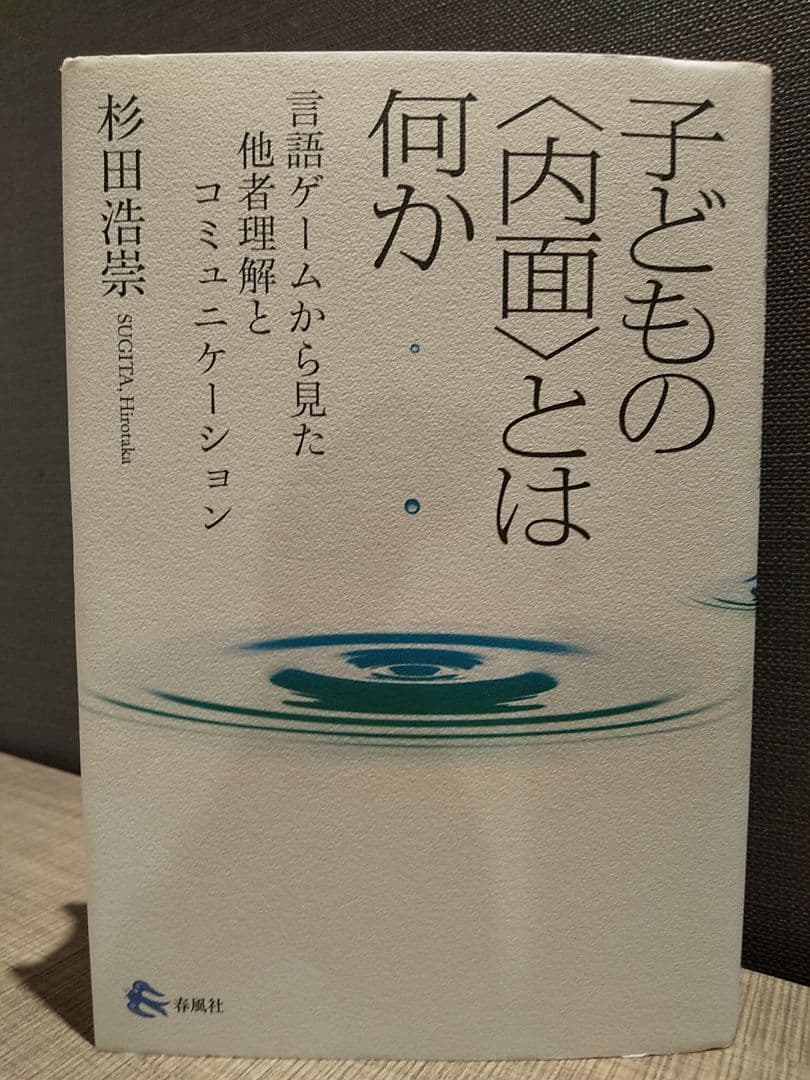 子どもの
〈内面〉とは
何か
言語ゲームから見た
他者理解と
コミュニケーション
杉田浩崇 SUGITA, Hirotaka
春風社